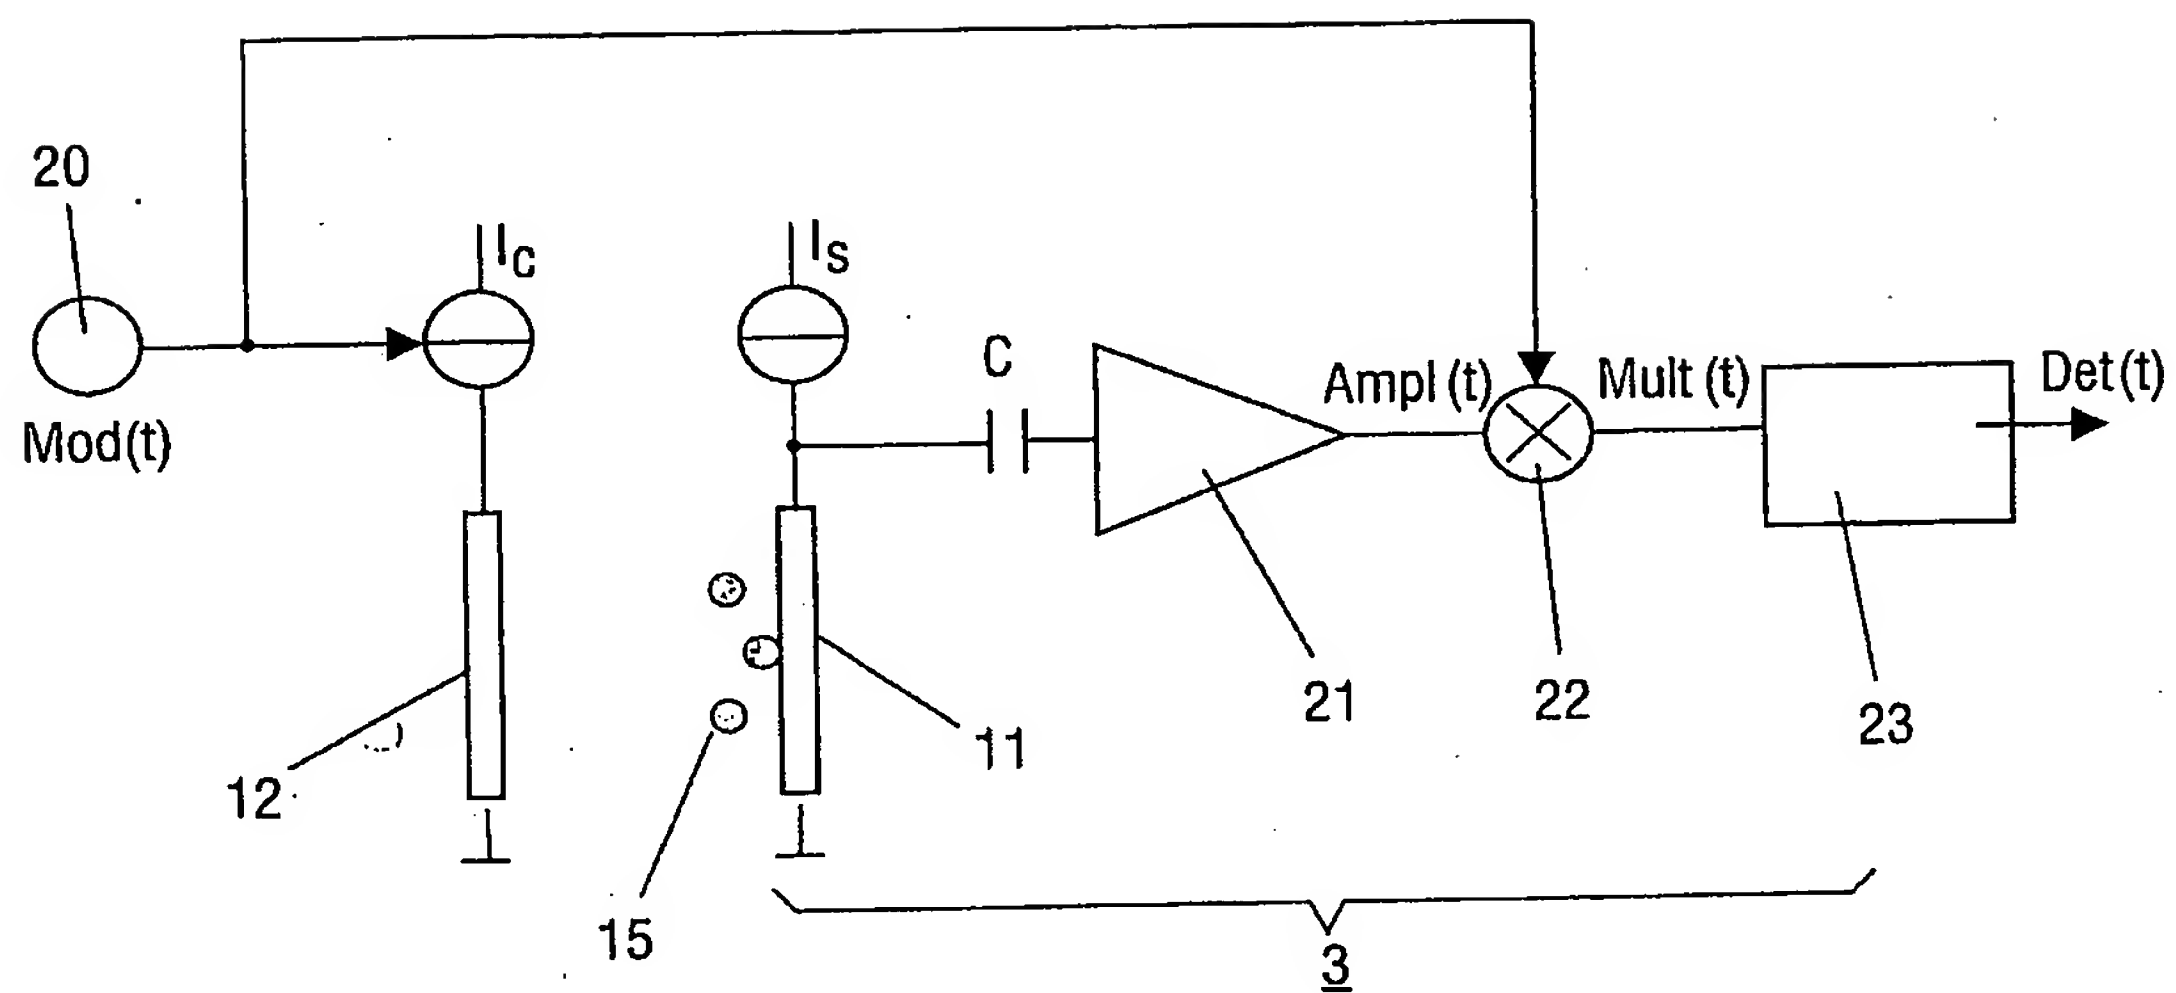 20
Ic
Is
C
Ampl (t)
Mult (t)
Det (t)
Mod (t)
11
21
22
23
12
15
3